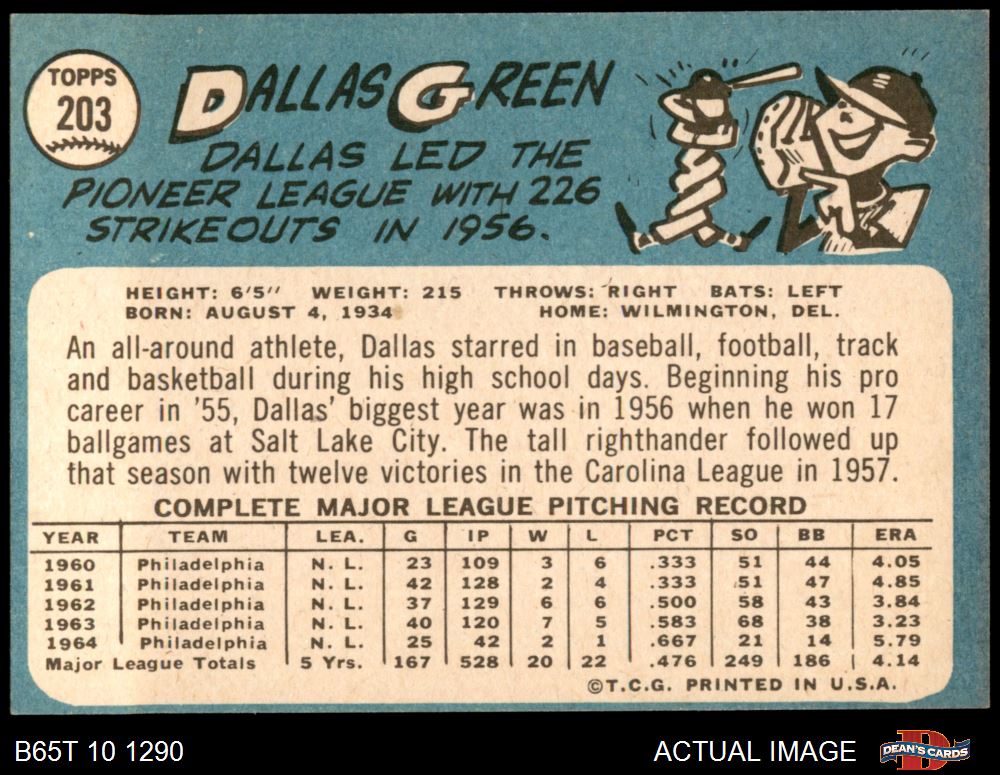 TOPPS
203
DALLAS GREEN
DALLAS LED THE
PIONEER LEAGUE WITH 226
STRIKEOUTS IN 1956.
HEIGHT: 6'5" WEIGHT: 215 THROWS: RIGHT BATS: LEFT
BORN: AUGUST 4, 1934 HOME: WILMINGTON, DEL.
An all-around athlete, Dallas starred in baseball, football, track
and basketball during his high school days. Beginning his pro
career in '55, Dallas' biggest year was in 1956 when he won 17
ballgames at Salt Lake City. The tall righthander followed up
that season with twelve victories in the Carolina League in 1957.
COMPLETE MAJOR LEAGUE PITCHING RECORD
YEAR TEAM LEA. G IP W L PCT SO BB ERA
1960 Philadelphia N. L. 23 109 3 6 .333 51 44 4.05
1961 Philadelphia N. L. 42 128 2 4 .333 51 47 4.85
1962 Philadelphia N. L. 37 129 6 6 .500 58 43 3.84
1963 Philadelphia N. L. 40 120 7 5 .583 68 38 3.23
1964 Philadelphia N. L. 25 42 2 1 .667 21 14 5.79
Major League Totals 5 Yrs. 167 528 20 22 .476 249 186 4.14
©T.C.G. PRINTED IN U.S.A.
B65T 10 1290 ACTUAL IMAGE D DEAN'S CARDS